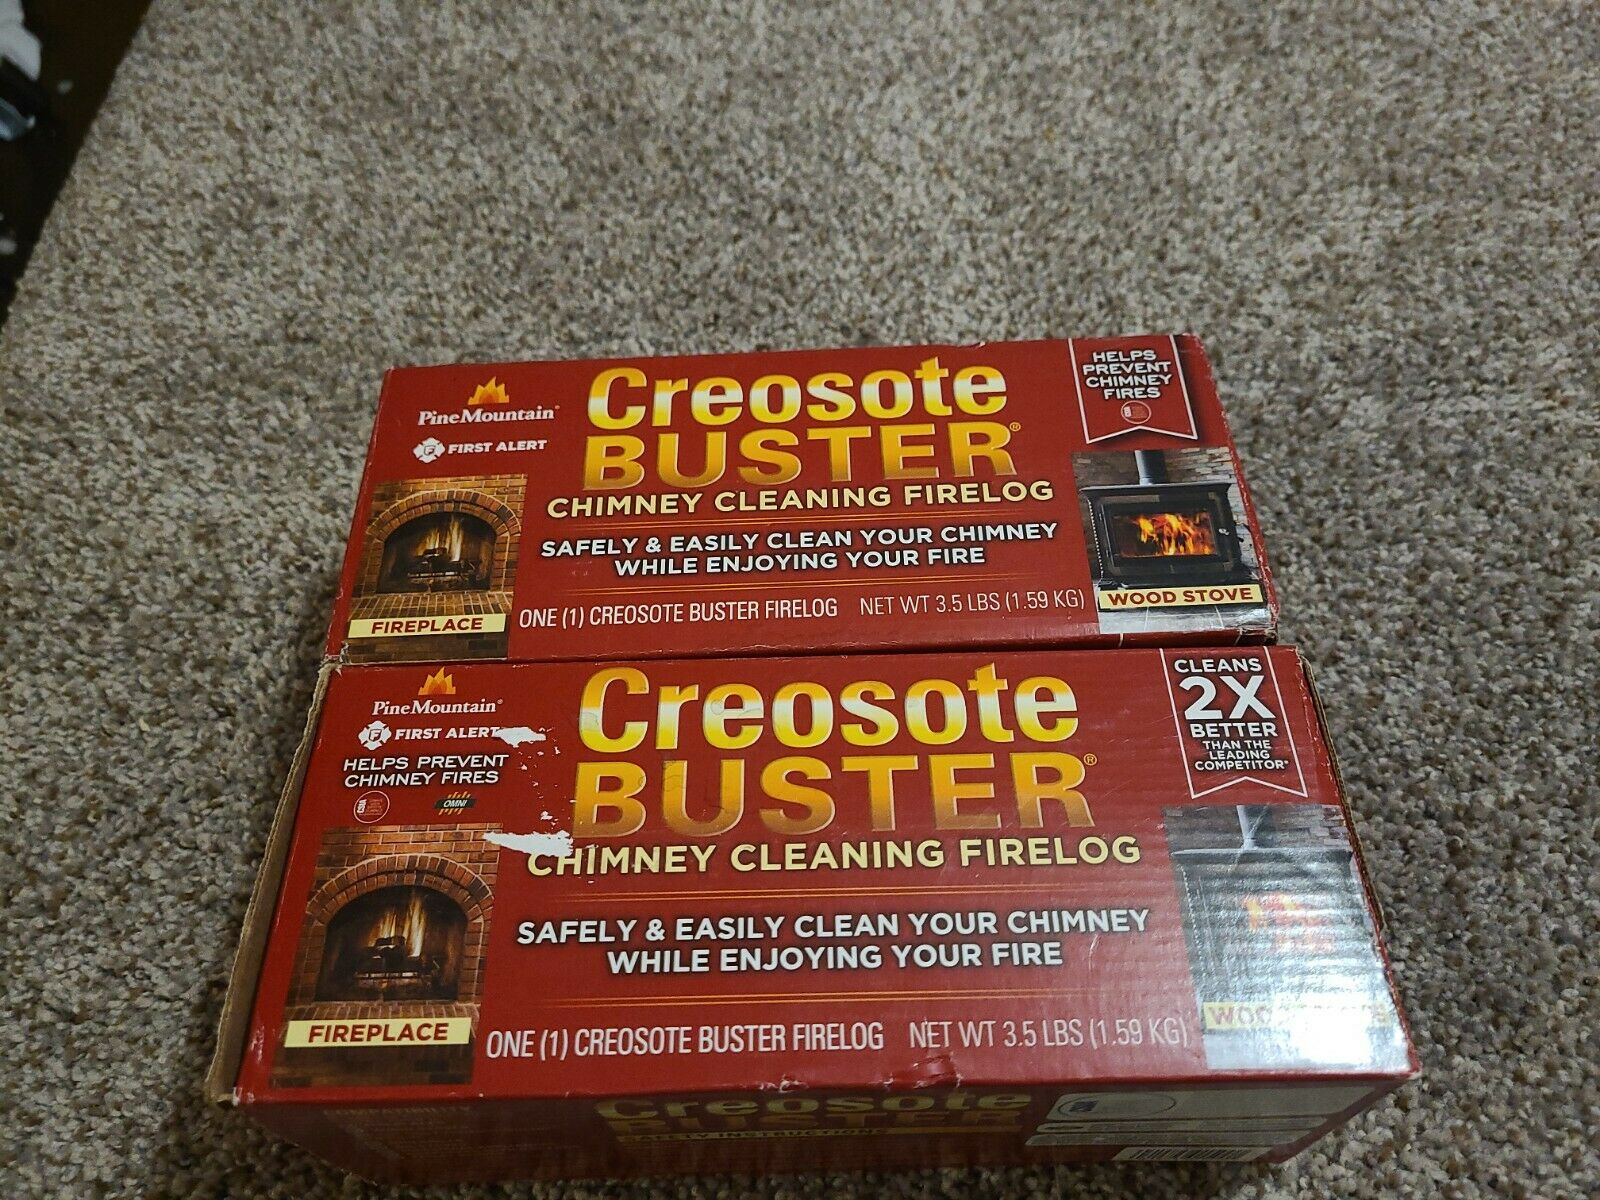 PineMountain®
FIRST ALERT
Creosote
BUSTER®
CHIMNEY CLEANING FIRELOG
SAFELY & EASILY CLEAN YOUR CHIMNEY
WHILE ENJOYING YOUR FIRE
ONE (1) CREOSOTE BUSTER FIRELOG NET WT 3.5 LBS (1.59 KG)
FIREPLACE
HELPS
PREVENT
CHIMNEY
FIRES
WOOD STOVE
PineMountain®
FIRST ALERT
HELPS PREVENT
CHIMNEY FIRES
OMNI
Creosote
BUSTER®
CHIMNEY CLEANING FIRELOG
SAFELY & EASILY CLEAN YOUR CHIMNEY
WHILE ENJOYING YOUR FIRE
ONE (1) CREOSOTE BUSTER FIRELOG NET WT 3.5 LBS (1.59 KG)
FIREPLACE
CLEANS
2X
BETTER
THAN THE
LEADING
COMPETITOR*
Creosote
BUSTER
SAFETY INSTRUCTIONS